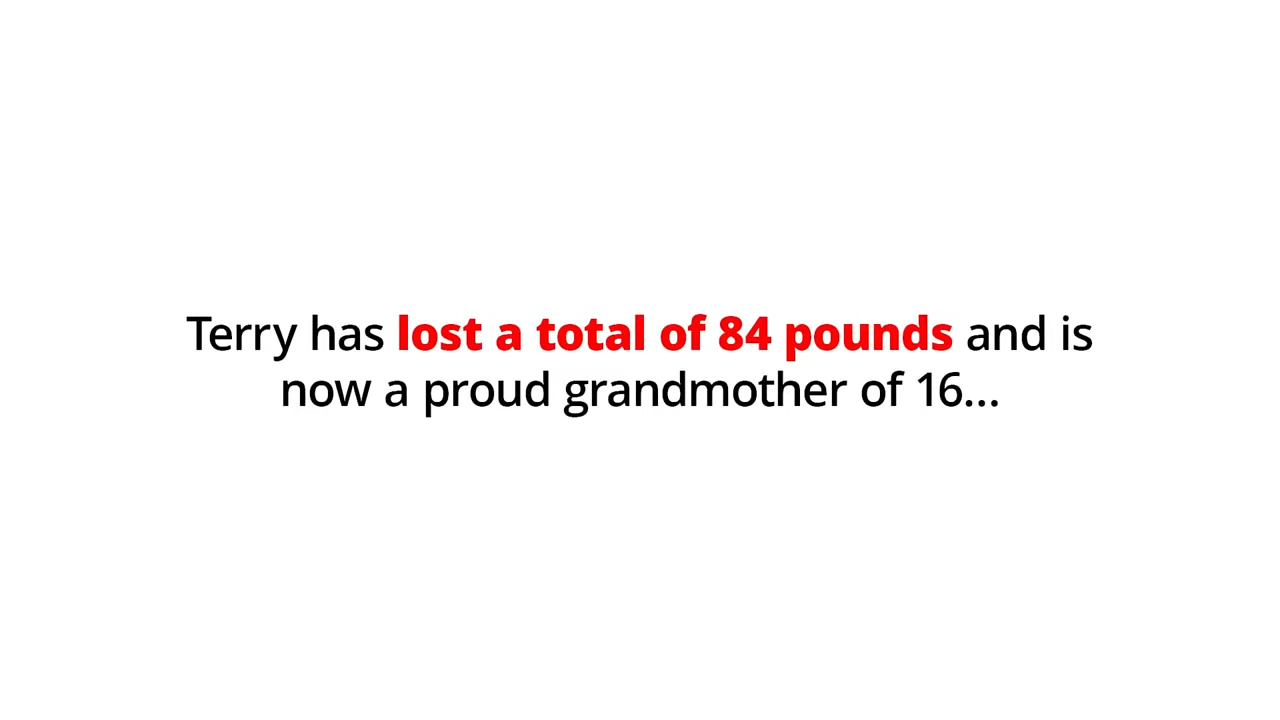 Terry has lost a total of 84 pounds and is
now a proud grandmother of 16...